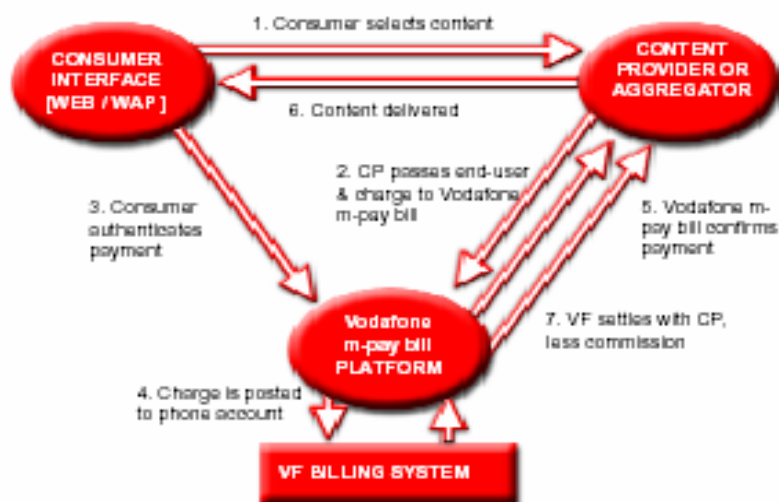 1. Consumer selects content
CONSUMER
INTERFACE
[WEB / WAP ]
CONTENT
PROVIDER OR
AGGREGATOR
6. Content delivered
2. CP passes end-user
& charge to Vodafone
m-pay bill
3. Consumer
authenticates
payment
5. Vodafone m-
pay bill confirms
payment
Vodafone
m-pay bill
PLATFORM
7. VF settles with CP,
less commission
4. Charge is posted
to phone account
VF BILLING SYSTEM